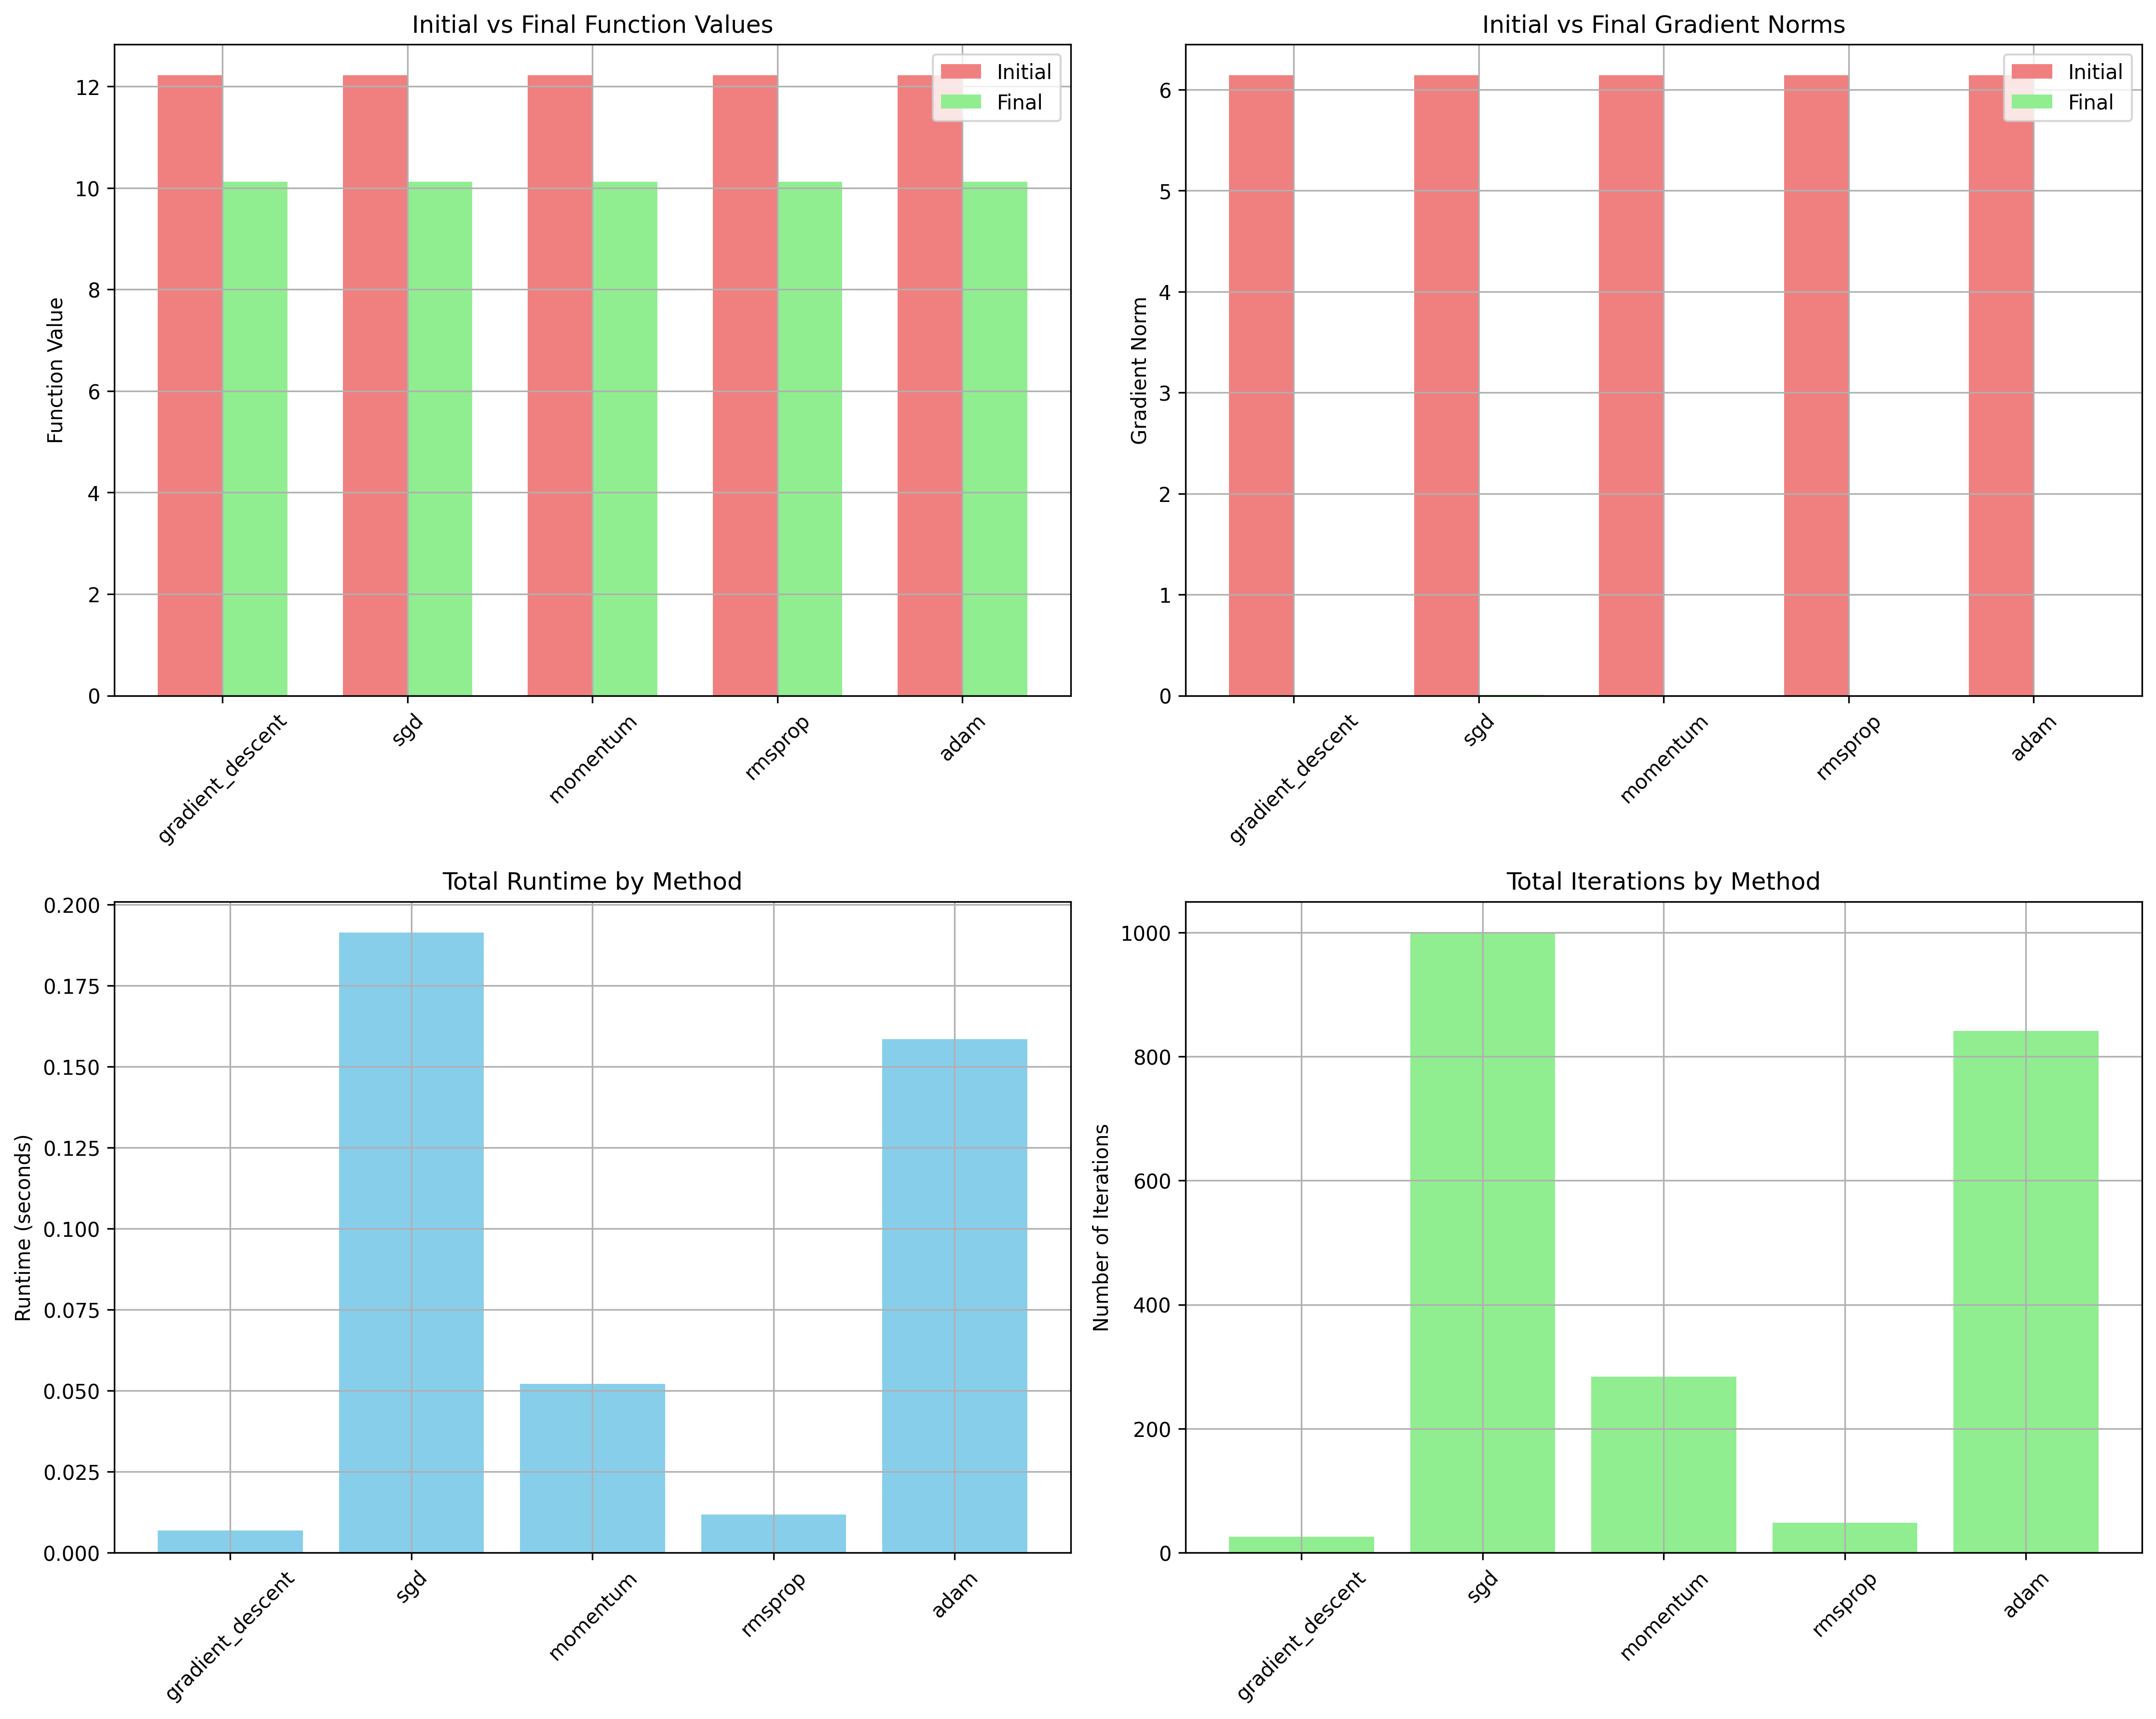 Initial vs Final Function Values
Function Value
12
10
8
6
4
2
0
Initial
Final
gradient_descent
sgd
momentum
rmsprop
adam
Initial vs Final Gradient Norms
Gradient Norm
6
5
4
3
2
1
0
Initial
Final
gradient_descent
sgd
momentum
rmsprop
adam
Total Runtime by Method
Runtime (seconds)
0.200
0.175
0.150
0.125
0.100
0.075
0.050
0.025
0.000
gradient_descent
sgd
momentum
rmsprop
adam
Total Iterations by Method
Number of Iterations
1000
800
600
400
200
0
gradient_descent
sgd
momentum
rmsprop
adam